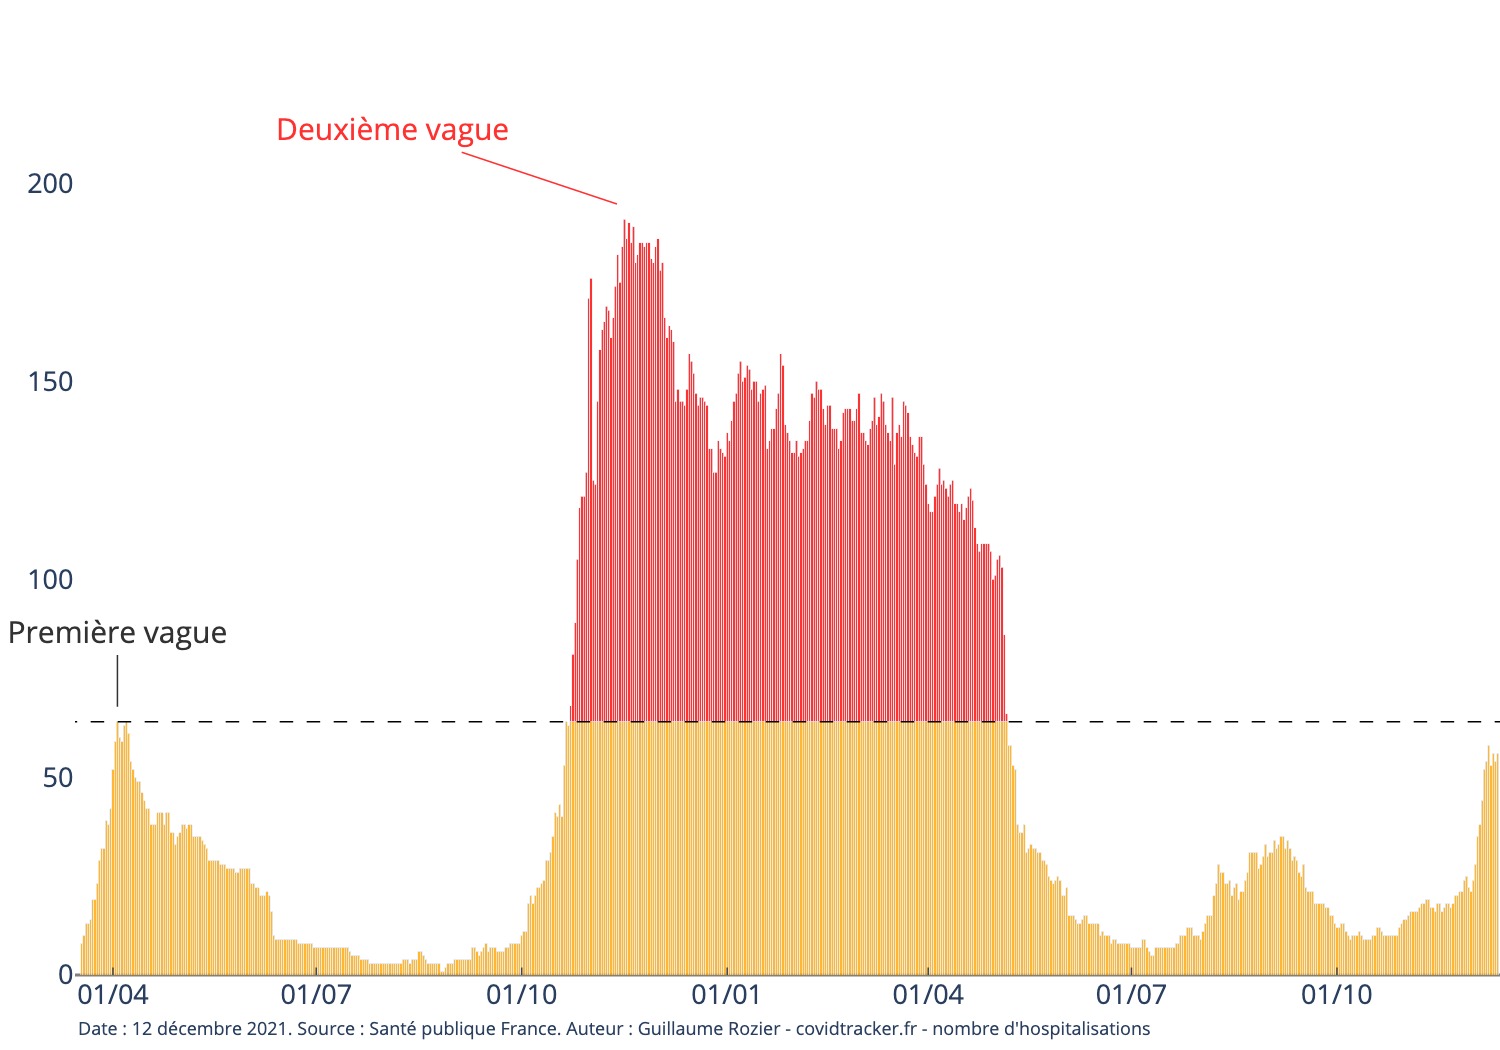 Deuxième vague
200
150
100
Première vague
50
0
01/04 01/07 01/10 01/01 01/04 01/07 01/10
Date : 12 décembre 2021. Source : Santé publique France. Auteur : Guillaume Rozier - covidtracker.fr - nombre d'hospitalisations